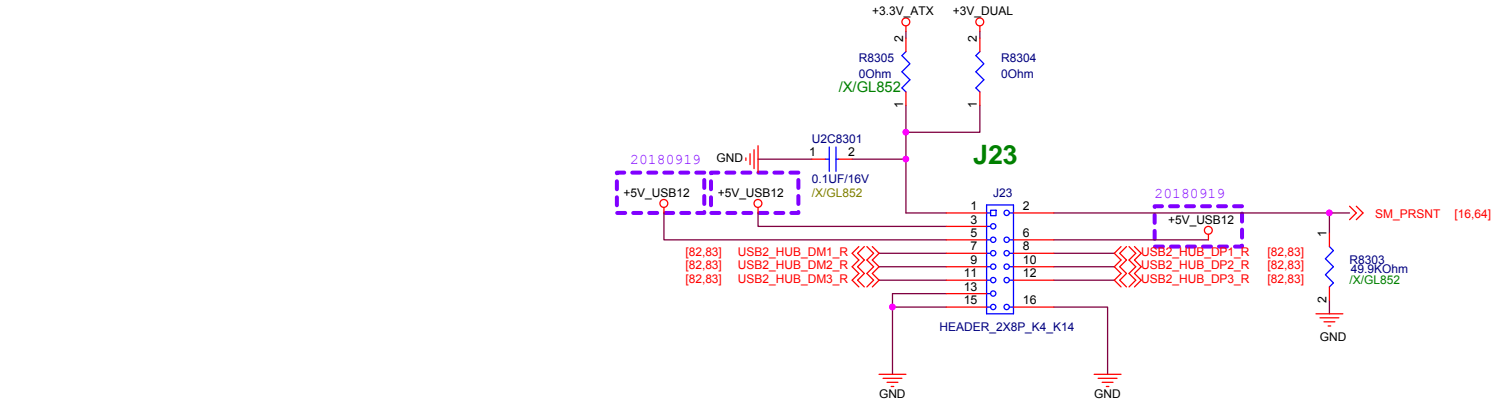 +3.3V_ATX +3V_DUAL
2 2
R8305 R8304
0Ohm 0Ohm
/X/GL852
1 1
U2C8301
J23
20180919 GND 1 2
0.1UF/16V
/X/GL852
+5V_USB12 +5V_USB12
J23
20180919
1 2 SM_PRSNT [16,64]
+5V_USB12
3
5 6
1
[82,83] USB2_HUB_DM1_R 7 8 USB2_HUB_DP1_R [82,83]
[82,83] USB2_HUB_DM2_R 9 10 USB2_HUB_DP2_R [82,83]
[82,83] USB2_HUB_DM3_R 11 12 USB2_HUB_DP3_R [82,83]
R8303
49.9KOhm
/X/GL852
13
15 16
2
HEADER_2X8P_K4_K14
GND
GND GND